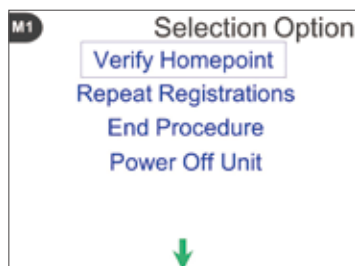 M1
Selection Option
Verify Homepoint
Repeat Registrations
End Procedure
Power Off Unit